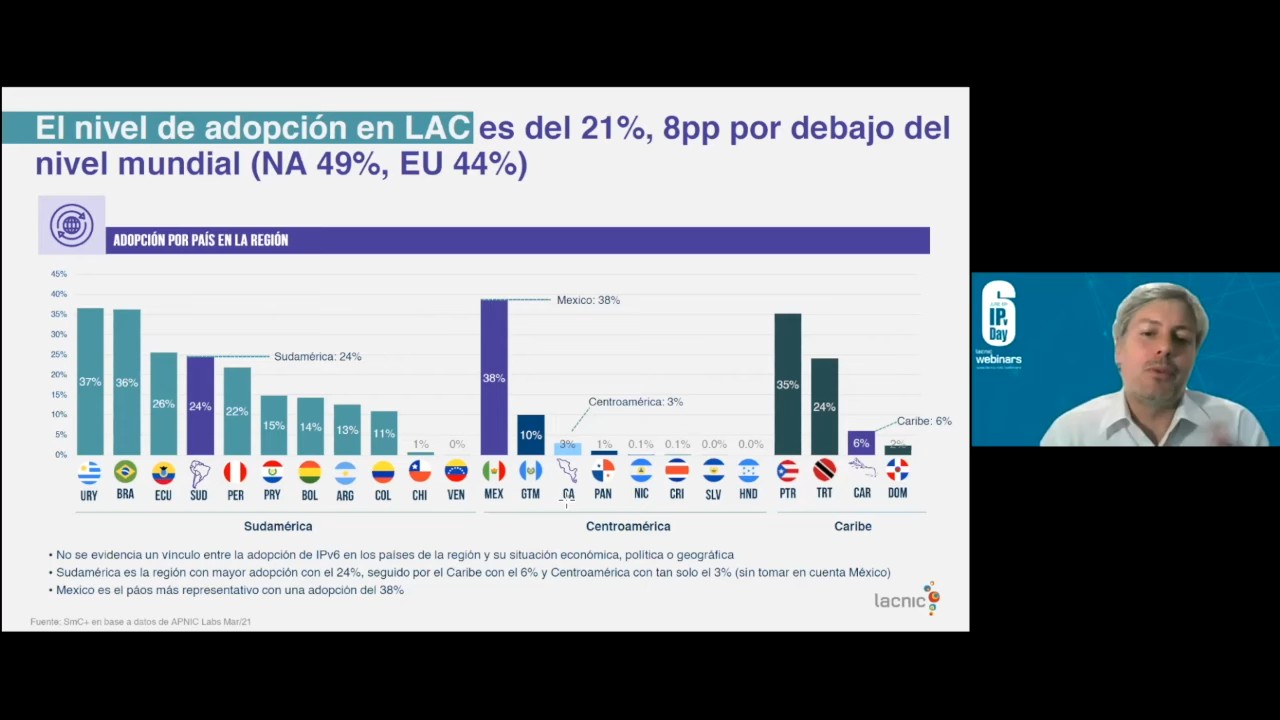 El nivel de adopción en LAC es del 21%, 8pp por debajo del
nivel mundial (NA 49%, EU 44%)
ADOPCIÓN POR PAÍS EN LA REGIÓN
45%
40%
35%
30%
25%
20%
15%
10%
5%
0%
37%
36%
26%
24%
22%
15%
14%
13%
11%
1%
0%
Sudamérica: 24%
38%
10%
3%
1%
0.1%
0.1%
0.0%
0.0%
Mexico: 38%
Centroamérica: 3%
35%
24%
6%
2%
Caribe: 6%
URY BRA ECU SUD PER PRY BOL ARG COL CHI VEN MEX GTM CA PAN NIC CRI SLV HND PTR TRT CAR DOM
Sudamérica Centroamérica Caribe
• No se evidencia un vínculo entre la adopción de IPv6 en los países de la región y su situación económica, política o geográfica
• Sudamérica es la región con mayor adopción con el 24%, seguido por el Caribe con el 6% y Centroamérica con tan solo el 3% (sin tomar en cuenta México)
• Mexico es el páos más representativo con una adopción del 38%
lacnic
Fuente: SmC+ en base a datos de APNIC Labs Mar/21
6
IPv
Day
lacnic
webinars